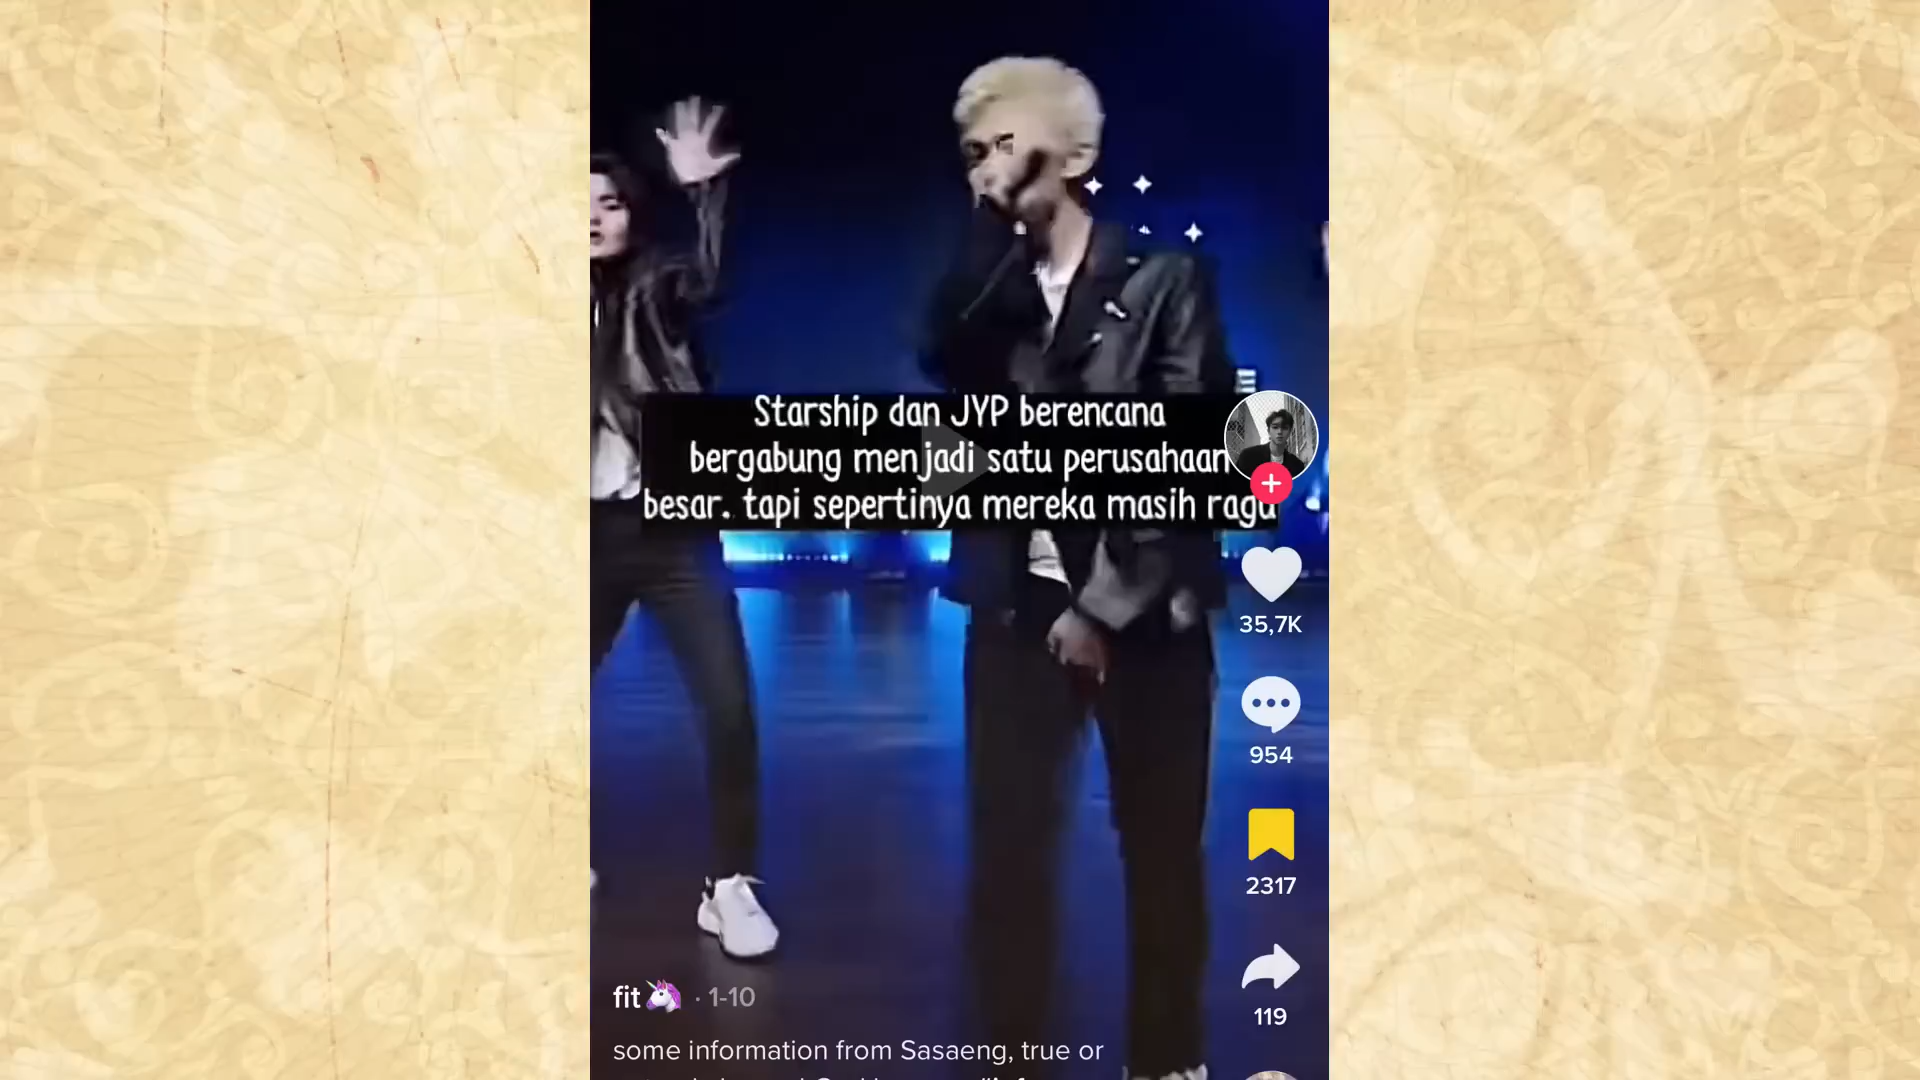 Starship dan JYP berencana
bergabung menjadi satu perusahaan
besar. tapi sepertinya mereka masih ragu
35,7K
954
2317
119
fit🦄 · 1-10
some information from Sasaeng, true or